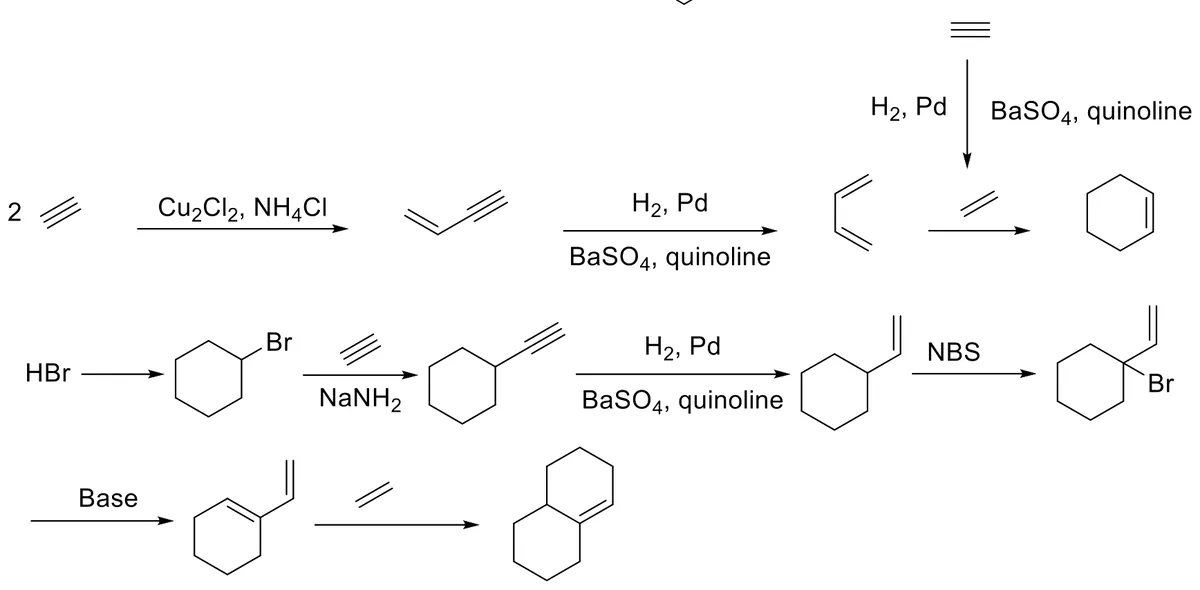 H2, Pd
BaSO4, quinoline
2
Cu2Cl2, NH4Cl
H2, Pd
BaSO4, quinoline
HBr
Br
NaNH2
H2, Pd
BaSO4, quinoline
NBS
Br
Base